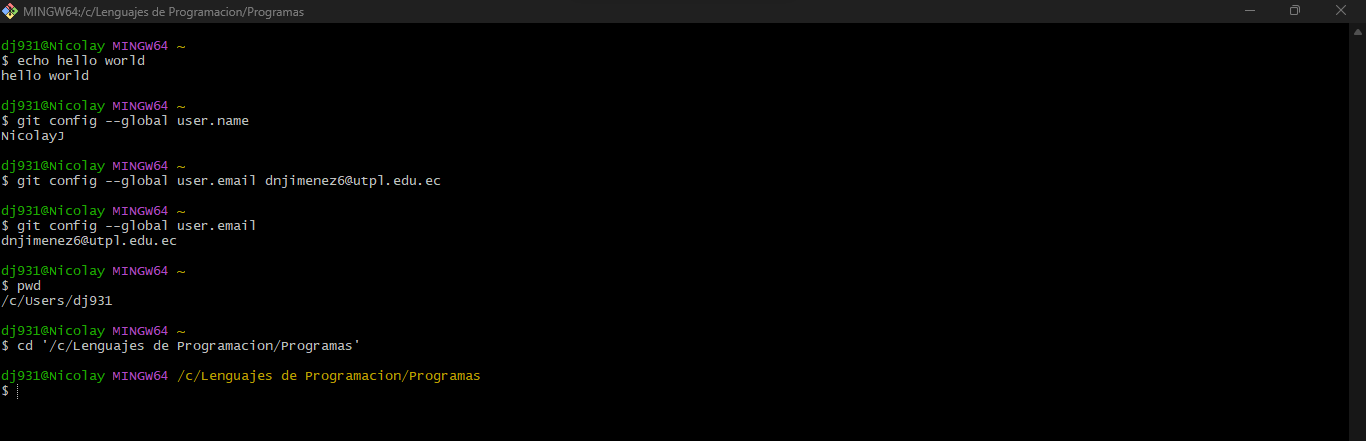 MINGW64:/c/Lenguajes de Programacion/Programas
dj931@Nicolay MINGW64 ~
$ echo hello world
hello world
dj931@Nicolay MINGW64 ~
$ git config --global user.name
NicolayJ
dj931@Nicolay MINGW64 ~
$ git config --global user.email dnjimenez6@utpl.edu.ec
dj931@Nicolay MINGW64 ~
$ git config --global user.email
dnjimenez6@utpl.edu.ec
dj931@Nicolay MINGW64 ~
$ pwd
/c/Users/dj931
dj931@Nicolay MINGW64 ~
$ cd '/c/Lenguajes de Programacion/Programas'
dj931@Nicolay MINGW64 /c/Lenguajes de Programacion/Programas
$